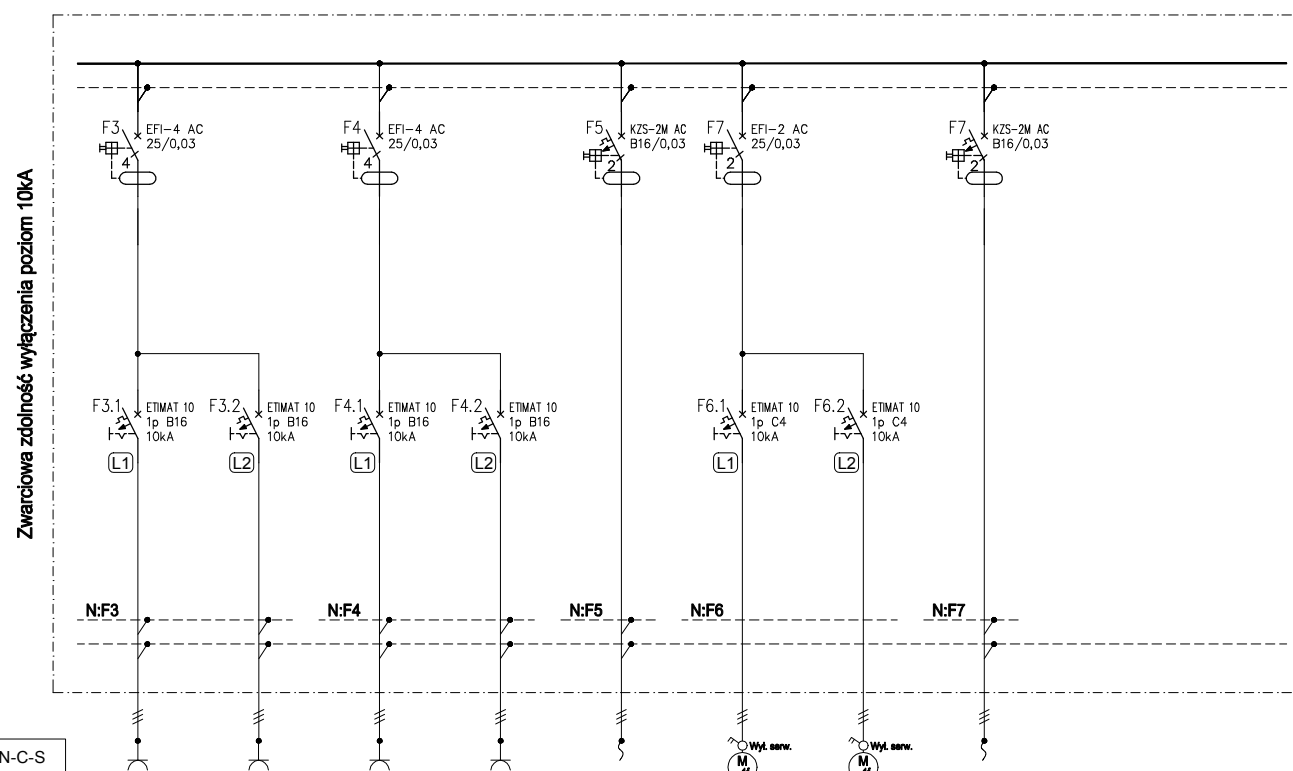 Zwarciowa zdolność wyłączenia poziom 10kA
F3
EFI-4 AC
25/0,03
4
F4
EFI-4 AC
25/0,03
4
F5
KZS-2M AC
B16/0,03
2
F7
EFI-2 AC
25/0,03
2
F7
KZS-2M AC
B16/0,03
2
F3.1
ETIMAT 10
1p B16
10kA
L1
F3.2
ETIMAT 10
1p B16
10kA
L2
F4.1
ETIMAT 10
1p B16
10kA
L1
F4.2
ETIMAT 10
1p B16
10kA
L2
F6.1
ETIMAT 10
1p C4
10kA
L1
F6.2
ETIMAT 10
1p C4
10kA
L2
N:F3
N:F4
N:F5
N:F6
N:F7
N-C-S
Wył. serw.
M
Wył. serw.
M